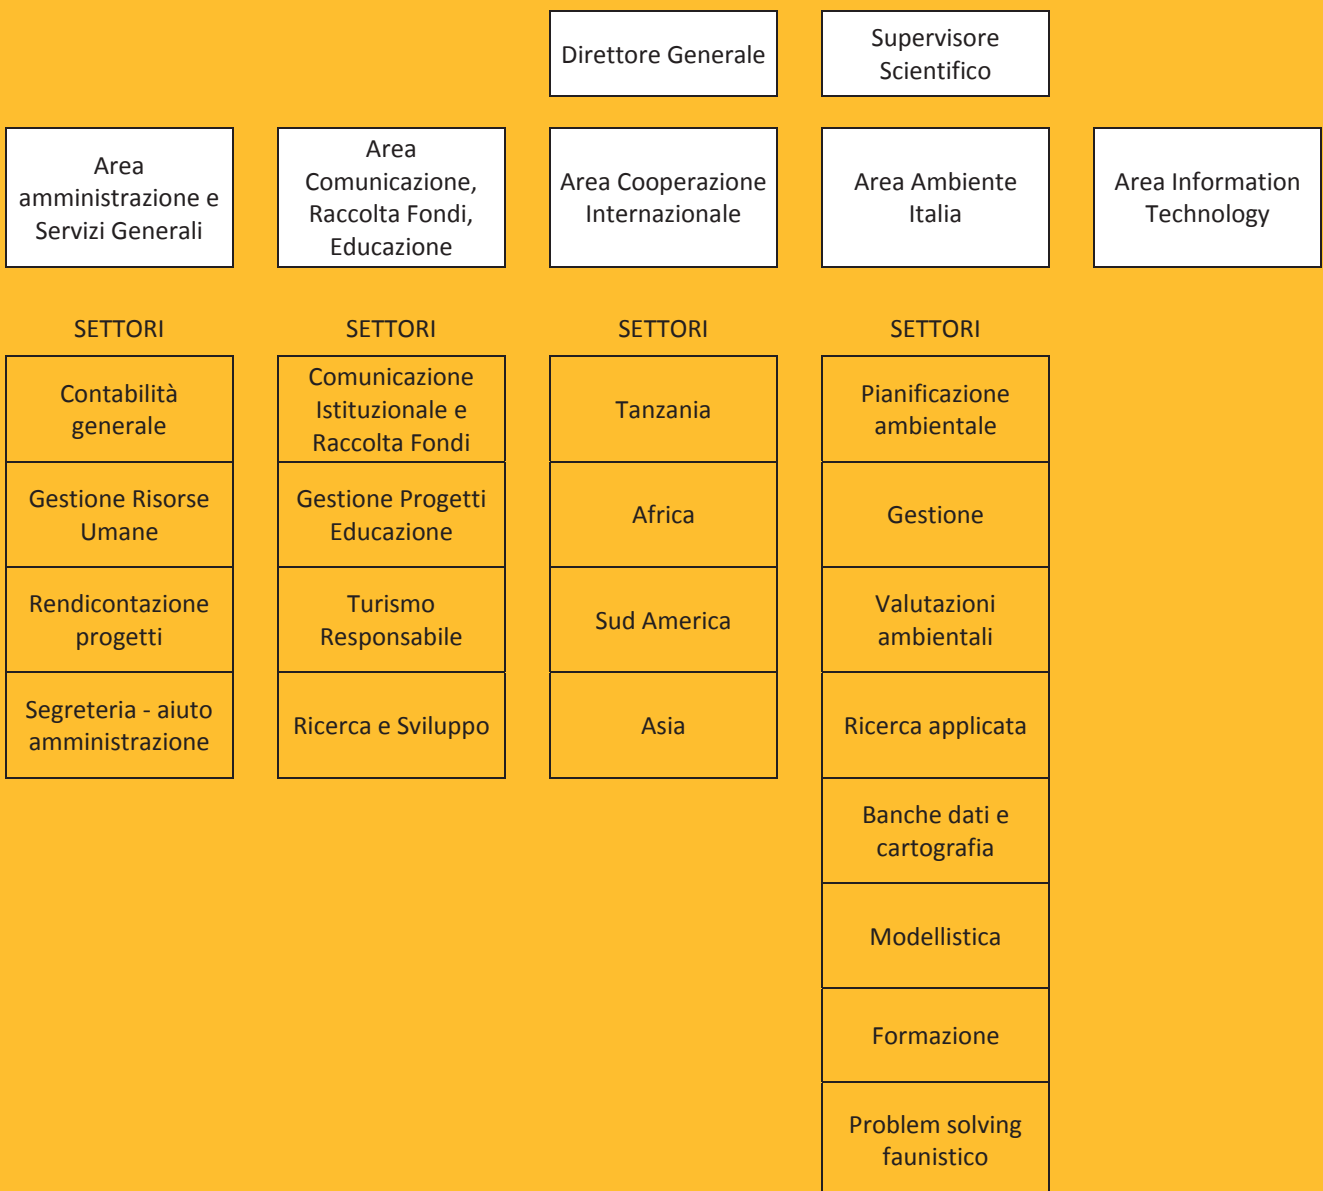 Direttore Generale
Supervisore
Scientifico
Area
amministrazione e
Servizi Generali
Area
Comunicazione,
Raccolta Fondi,
Educazione
Area Cooperazione
Internazionale
Area Ambiente
Italia
Area Information
Technology
SETTORI
Contabilità
generale
Gestione Risorse
Umane
Rendicontazione
progetti
Segreteria - aiuto
amministrazione
SETTORI
Comunicazione
Istituzionale e
Raccolta Fondi
Gestione Progetti
Educazione
Turismo
Responsabile
Ricerca e Sviluppo
SETTORI
Tanzania
Africa
Sud America
Asia
SETTORI
Pianificazione
ambientale
Gestione
Valutazioni
ambientali
Ricerca applicata
Banche dati e
cartografia
Modellistica
Formazione
Problem solving
faunistico